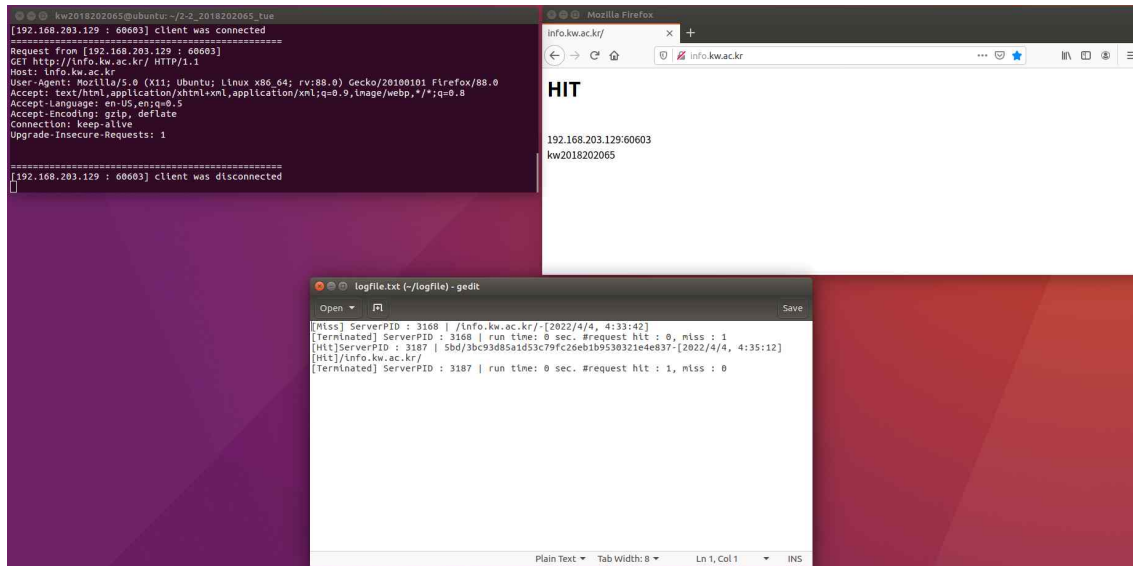 kw2018202065@ubuntu: ~/2-2_2018202065_tue
[192.168.203.129 : 60603] client was connected
=================================================
Request from [192.168.203.129 : 60603]
GET http://info.kw.ac.kr/ HTTP/1.1
Host: info.kw.ac.kr
User-Agent: Mozilla/5.0 (X11; Ubuntu; Linux x86_64; rv:88.0) Gecko/20100101 Firefox/88.0
Accept: text/html,application/xhtml+xml,application/xml;q=0.9,image/webp,*/*;q=0.8
Accept-Language: en-US,en;q=0.5
Accept-Encoding: gzip, deflate
Connection: keep-alive
Upgrade-Insecure-Requests: 1
=================================================
[192.168.203.129 : 60603] client was disconnected
Mozilla Firefox
info.kw.ac.kr/
info.kw.ac.kr
HIT
192.168.203.129:60603
kw2018202065
logfile.txt (~/logfile) - gedit
Open
Save
[Miss] ServerPID : 3168 | /info.kw.ac.kr/-[2022/4/4, 4:33:42]
[Terminated] ServerPID : 3168 | run time: 0 sec. #request hit : 0, miss : 1
[Hit]ServerPID : 3187 | 5bd/3bc93d85a1d53c79fc26eb1b9530321e4e837-[2022/4/4, 4:35:12]
[Hit]/info.kw.ac.kr/
[Terminated] ServerPID : 3187 | run time: 0 sec. #request hit : 1, miss : 0
Plain Text Tab Width: 8 Ln 1, Col 1 INS